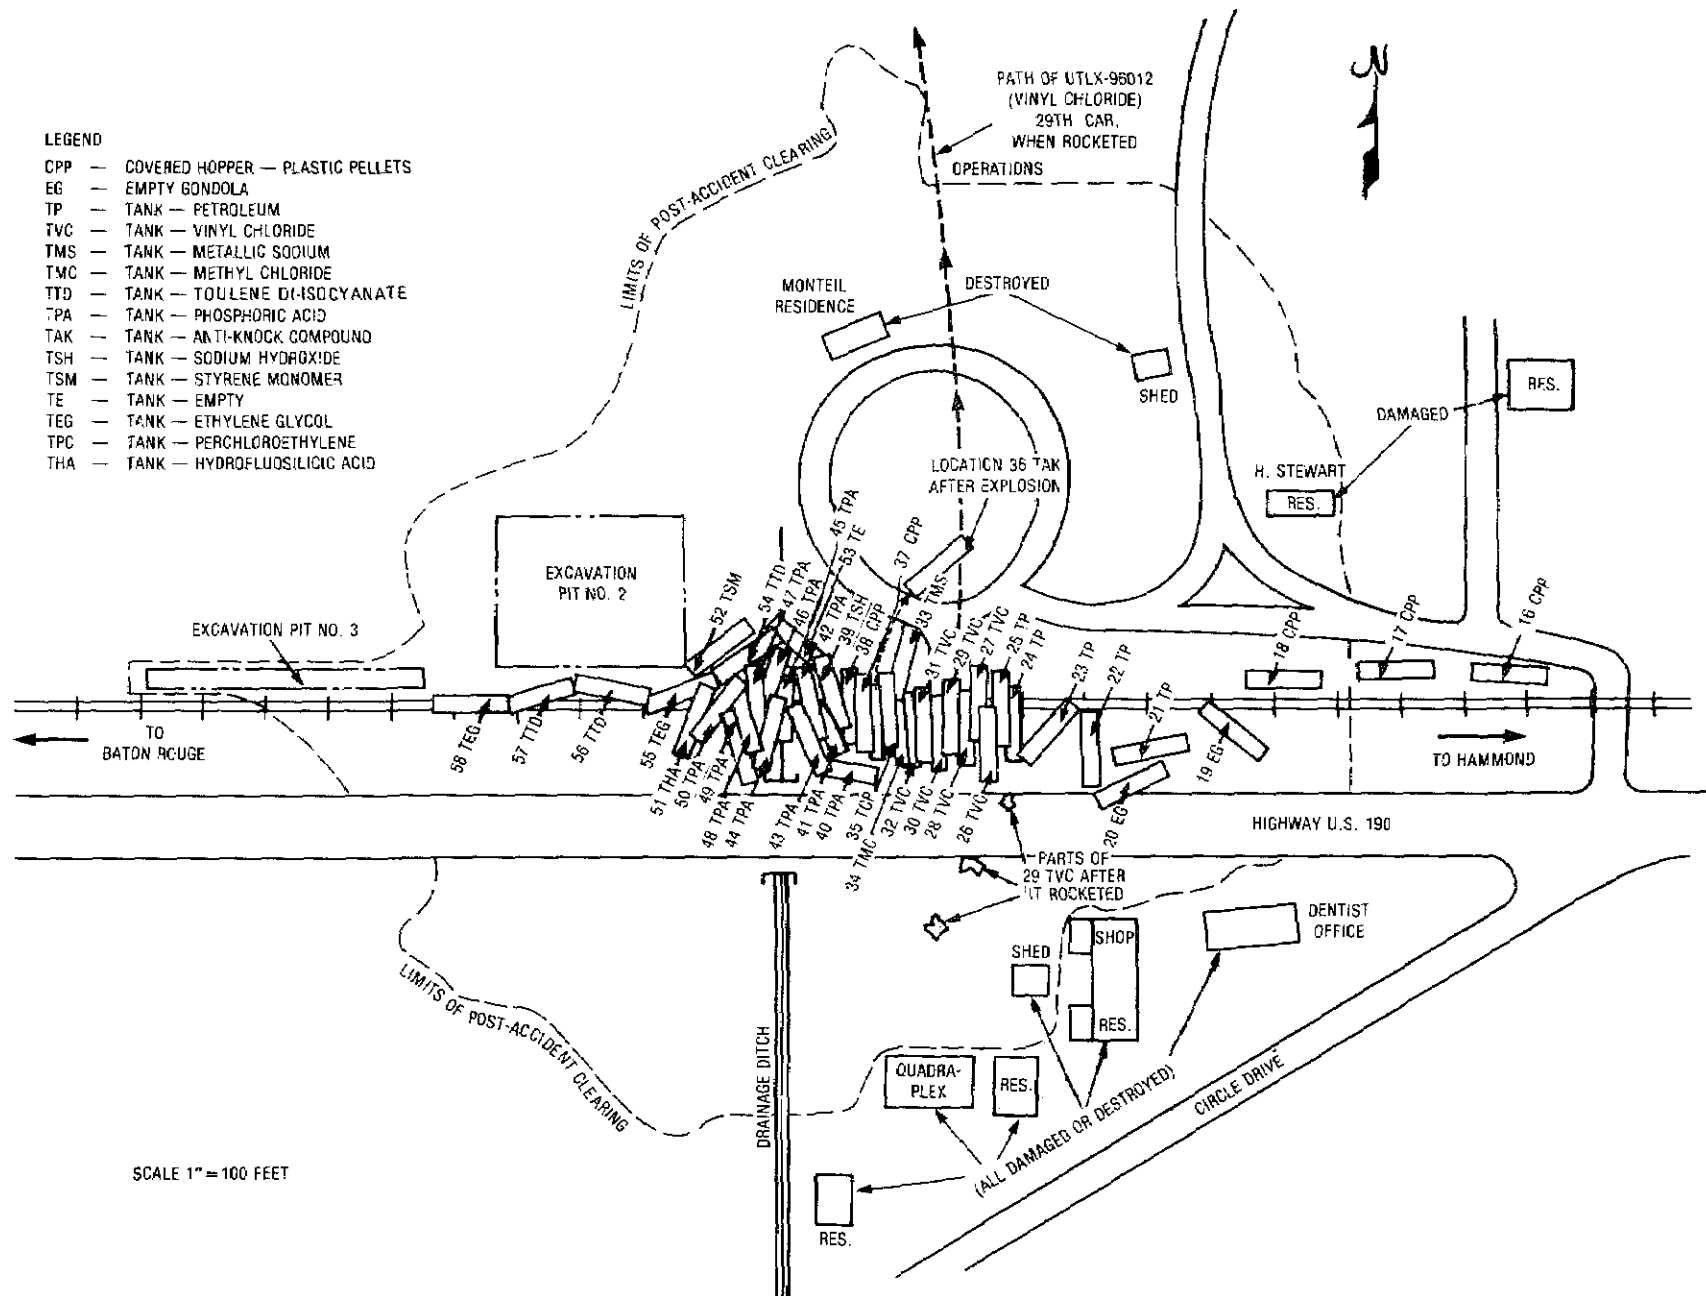 LEGEND
CPP — COVERED HOPPER — PLASTIC PELLETS
EG — EMPTY GONDOLA
TP — TANK — PETROLEUM
TVC — TANK — VINYL CHLORIDE
TMS — TANK — METALLIC SODIUM
TMC — TANK — METHYL CHLORIDE
TTD — TANK — TOULENE DI-ISOCYANATE
TPA — TANK — PHOSPHORIC ACID
TAK — TANK — ANTI-KNOCK COMPOUND
TSH — TANK — SODIUM HYDROXIDE
TSM — TANK — STYRENE MONOMER
TE — TANK — EMPTY
TEG — TANK — ETHYLENE GLYCOL
TPC — TANK — PERCHLOROETHYLENE
THA — TANK — HYDROFLUOSILICIC ACID
PATH OF UTLX-96012
(VINYL CHLORIDE)
29TH CAR,
WHEN ROCKETED
N
LIMITS OF POST-ACCIDENT CLEARING
OPERATIONS
MONTEIL
RESIDENCE
DESTROYED
SHED
RES.
DAMAGED
H. STEWART
RES.
LOCATION 36 TAK
AFTER EXPLOSION
EXCAVATION
PIT NO. 2
EXCAVATION PIT NO. 3
52 TSM
54 TTD
47 TPA
46 TPA
45 TPA
53 TE
42 TPA
39 TSH
38 CPP
37 CPP
33 TMS
31 TVC
29 TVC
27 TVC
25 TP
24 TP
23 TP
22 TP
21 TP
18 CPP
17 CPP
16 CPP
TO
BATON ROUGE
58 TEG
57 TTD
56 TTD
55 TEG
51 THA
50 TPA
49 TPA
48 TPA
44 TPA
43 TPA
41 TPA
40 TPA
35 TCP
34 TMC
32 TVC
30 TVC
28 TVC
26 TVC
20 EG
19 EG
TO HAMMOND
HIGHWAY U.S. 190
PARTS OF
29 TVC AFTER
IT ROCKETED
DENTIST
OFFICE
SHOP
SHED
RES.
LIMITS OF POST-ACCIDENT CLEARING
DRAINAGE DITCH
QUADRA-
PLEX
RES.
(ALL DAMAGED OR DESTROYED)
CIRCLE DRIVE
SCALE 1" = 100 FEET
RES.